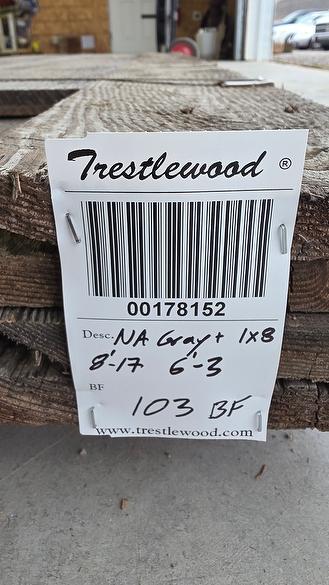 Trestlewood ®
00178152
Desc. NA Gray + 1x8
8'-17 6'-3
BF
103 BF
www.trestlewood.com